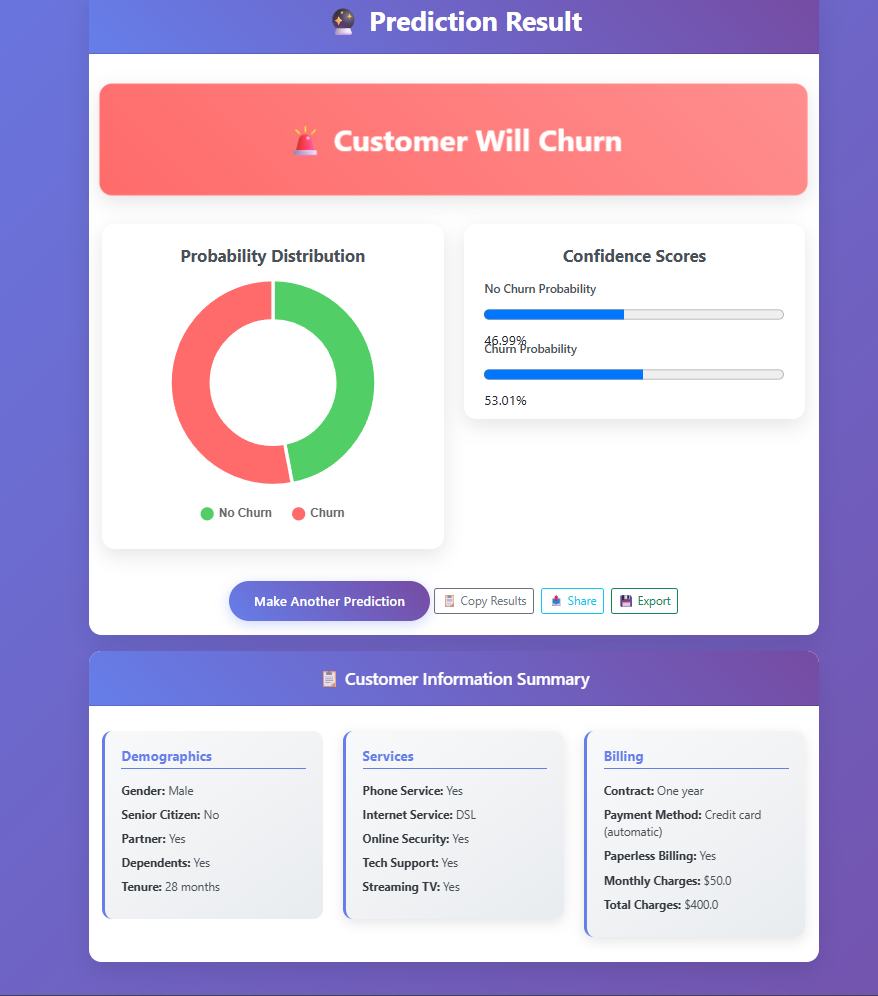 🔮 Prediction Result
🚨 Customer Will Churn
Probability Distribution
No Churn
Churn
Confidence Scores
No Churn Probability
46.99%
Churn Probability
53.01%
Make Another Prediction
📋 Copy Results
📤 Share
💾 Export
📋 Customer Information Summary
Demographics
Gender: Male
Senior Citizen: No
Partner: Yes
Dependents: Yes
Tenure: 28 months
Services
Phone Service: Yes
Internet Service: DSL
Online Security: Yes
Tech Support: Yes
Streaming TV: Yes
Billing
Contract: One year
Payment Method: Credit card
(automatic)
Paperless Billing: Yes
Monthly Charges: $50.0
Total Charges: $400.0